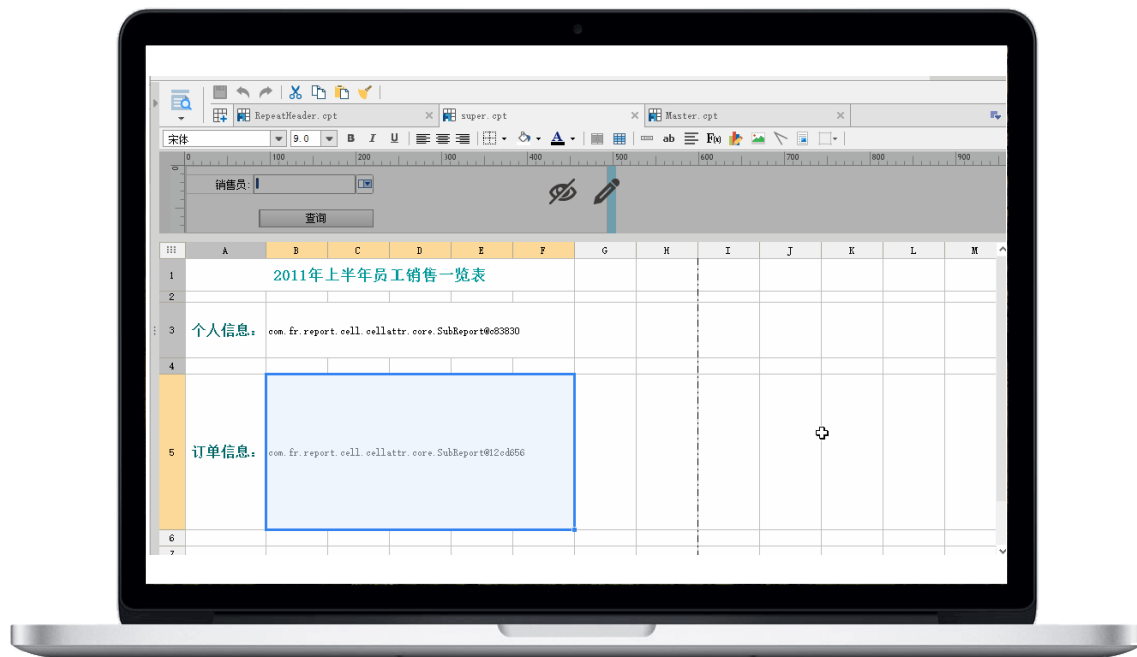 RepeatHeader.cpt super.cpt Master.cpt
宋体 9.0 B I U A ab F(x)
0 100 200 300 400 500 600 700 800 900
0
销售员:
查询
A B C D E F G H I J K L M
1 2011年上半年员工销售一览表
2
3 个人信息: com.fr.report.cell.cellattr.core.SubReport@c83830
4
5 订单信息: com.fr.report.cell.cellattr.core.SubReport@12cd656
6
7